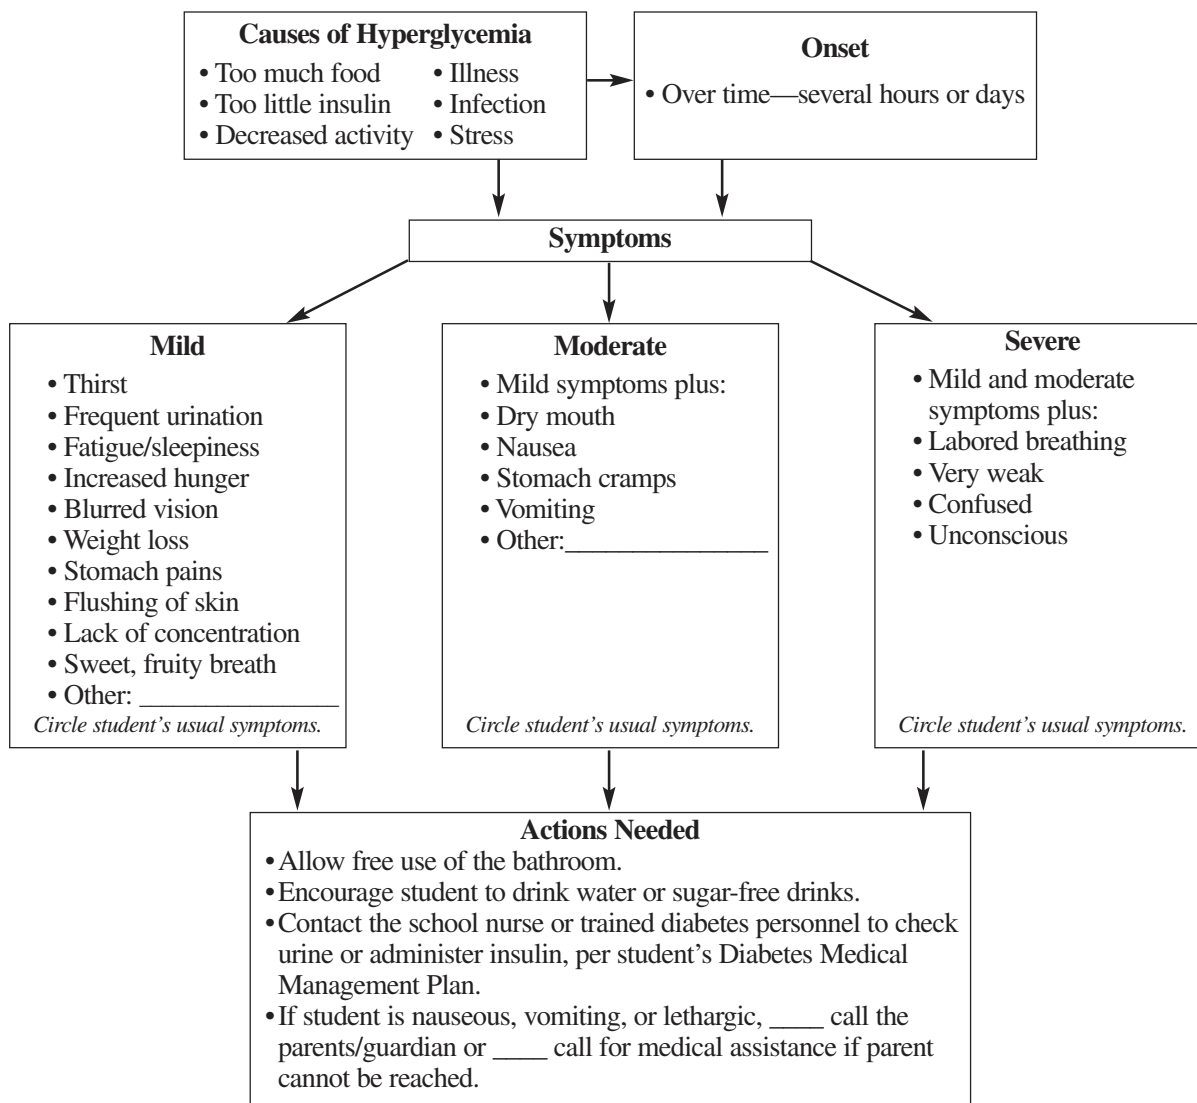 Causes of Hyperglycemia
• Too much food
• Too little insulin
• Decreased activity
• Illness
• Infection
• Stress
Onset
• Over time—several hours or days
Symptoms
Mild
• Thirst
• Frequent urination
• Fatigue/sleepiness
• Increased hunger
• Blurred vision
• Weight loss
• Stomach pains
• Flushing of skin
• Lack of concentration
• Sweet, fruity breath
• Other: _______________
Circle student’s usual symptoms.
Moderate
• Mild symptoms plus:
• Dry mouth
• Nausea
• Stomach cramps
• Vomiting
• Other:_______________
Circle student’s usual symptoms.
Severe
• Mild and moderate
symptoms plus:
• Labored breathing
• Very weak
• Confused
• Unconscious
Circle student’s usual symptoms.
Actions Needed
• Allow free use of the bathroom.
• Encourage student to drink water or sugar-free drinks.
• Contact the school nurse or trained diabetes personnel to check
urine or administer insulin, per student’s Diabetes Medical
Management Plan.
• If student is nauseous, vomiting, or lethargic, ____ call the
parents/guardian or ____ call for medical assistance if parent
cannot be reached.